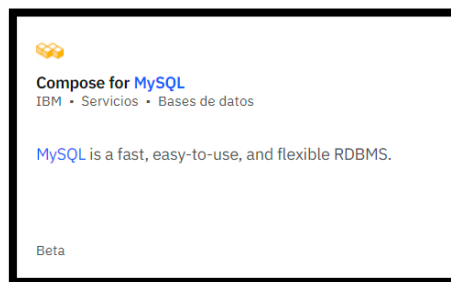 Compose for MySQL
IBM • Servicios • Bases de datos
MySQL is a fast, easy-to-use, and flexible RDBMS.
Beta